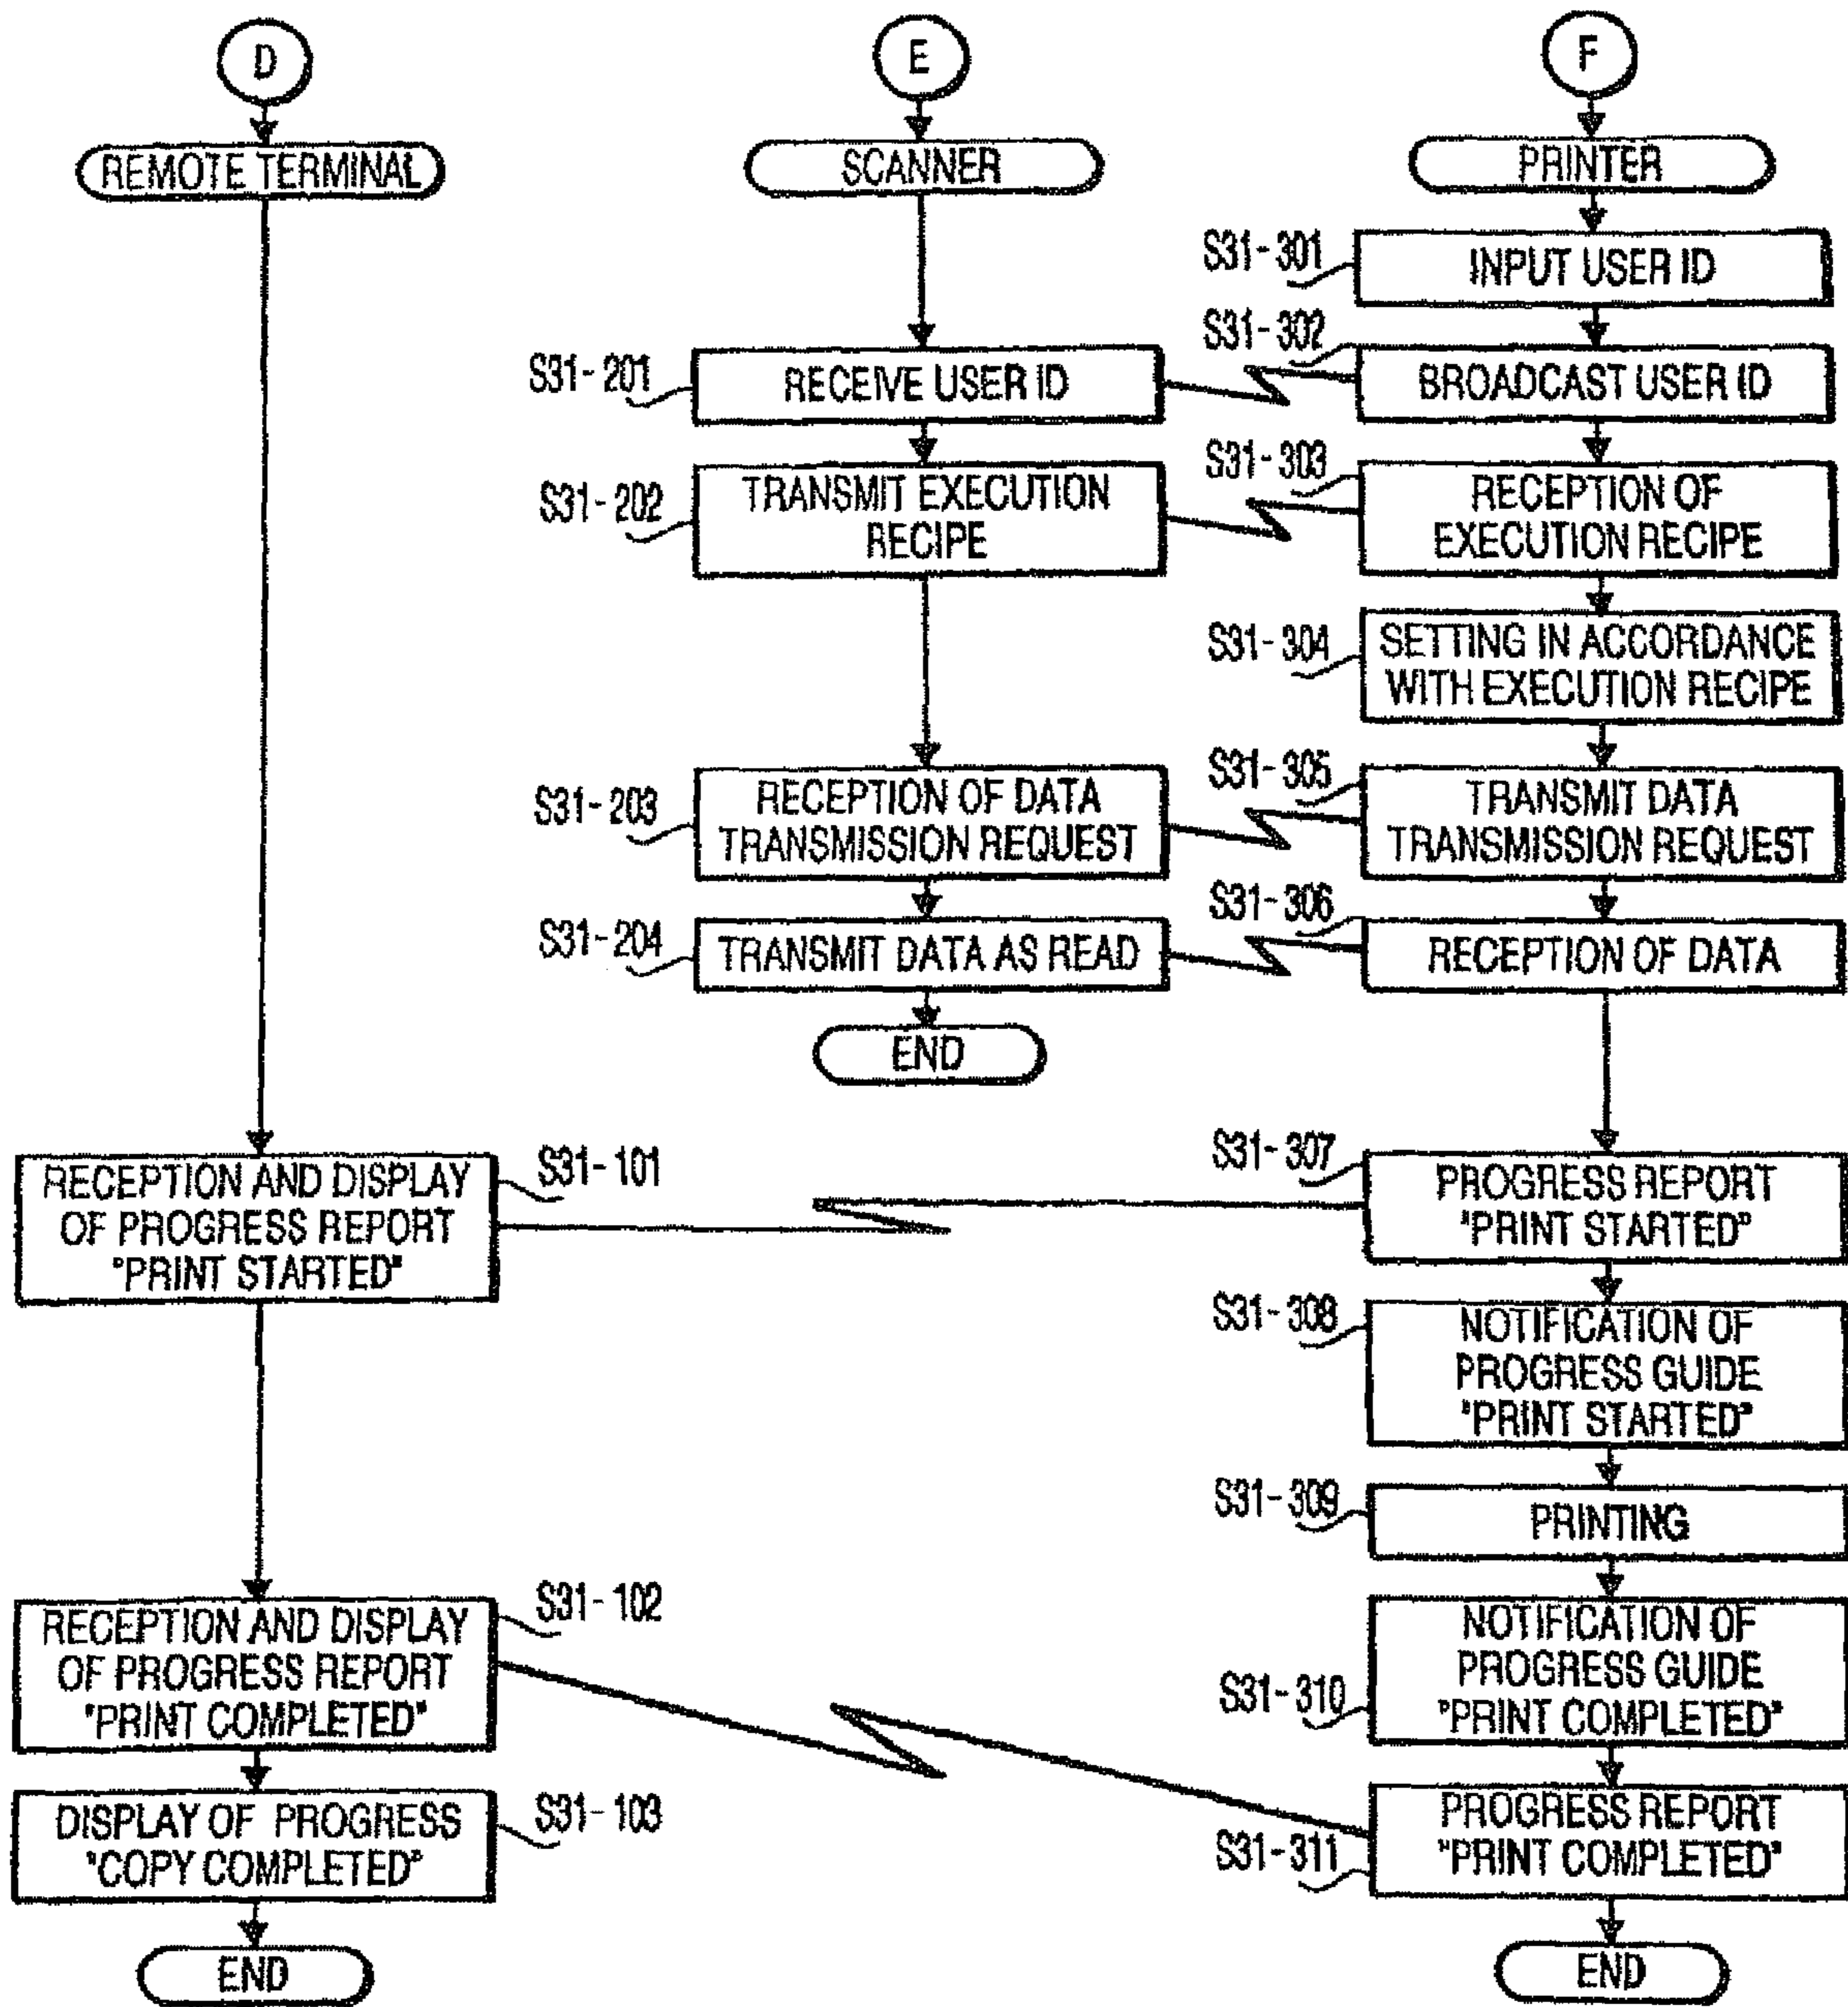 D
REMOTE TERMINAL
S31-101
RECEPTION AND DISPLAY
OF PROGRESS REPORT
"PRINT STARTED"
S31-102
RECEPTION AND DISPLAY
OF PROGRESS REPORT
"PRINT COMPLETED"
S31-103
DISPLAY OF PROGRESS
"COPY COMPLETED"
END
E
SCANNER
S31-201
RECEIVE USER ID
S31-202
TRANSMIT EXECUTION
RECIPE
S31-203
RECEPTION OF DATA
TRANSMISSION REQUEST
S31-204
TRANSMIT DATA AS READ
END
F
PRINTER
S31-301
INPUT USER ID
S31-302
BROADCAST USER ID
S31-303
RECEPTION OF
EXECUTION RECIPE
S31-304
SETTING IN ACCORDANCE
WITH EXECUTION RECIPE
S31-305
TRANSMIT DATA
TRANSMISSION REQUEST
S31-306
RECEPTION OF DATA
S31-307
PROGRESS REPORT
"PRINT STARTED"
S31-308
NOTIFICATION OF
PROGRESS GUIDE
"PRINT STARTED"
S31-309
PRINTING
S31-310
NOTIFICATION OF
PROGRESS GUIDE
"PRINT COMPLETED"
S31-311
PROGRESS REPORT
"PRINT COMPLETED"
END